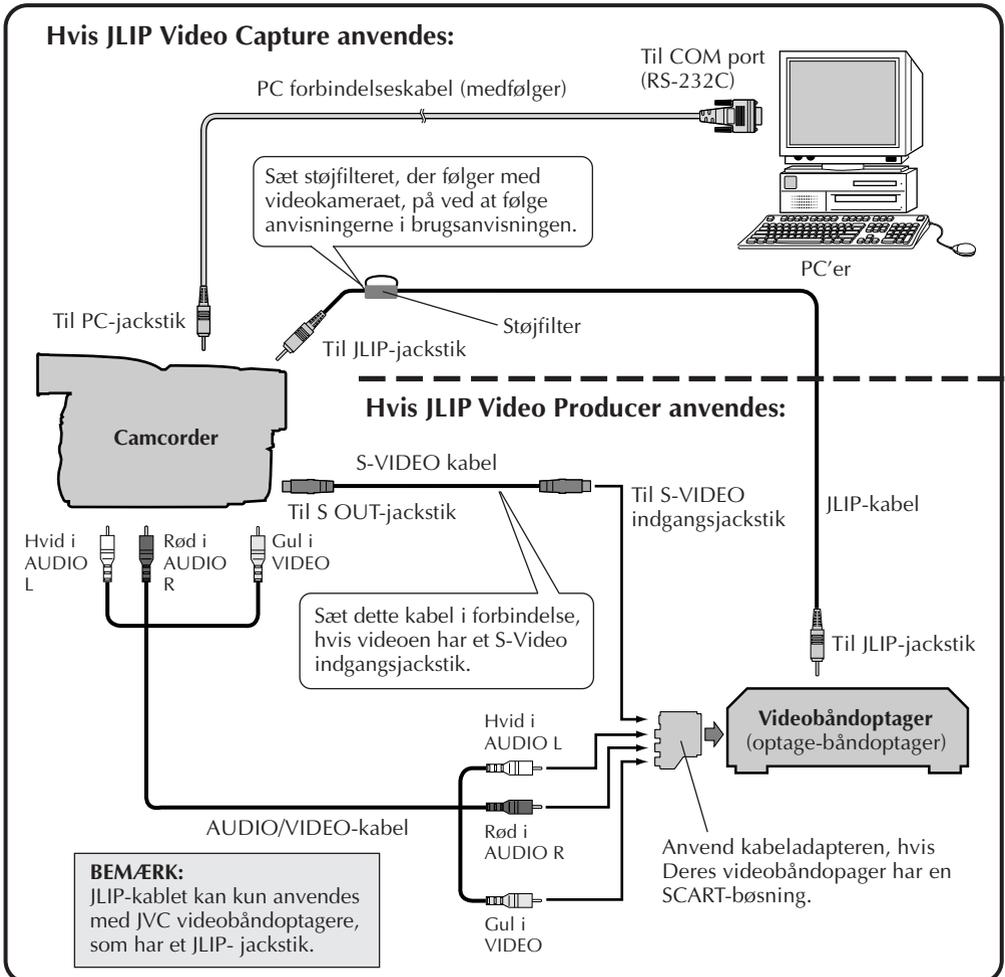 Hvis JLIP Video Capture anvendes:
Til COM port
(RS-232C)
PC forbindelseskabel (medfølger)
Sæt støjfilteret, der følger med
videokameraet, på ved at følge
anvisningerne i brugsanvisningen.
PC'er
Til PC-jackstik
Støjfilter
Til JLIP-jackstik
Hvis JLIP Video Producer anvendes:
Camcorder
S-VIDEO kabel
Til S OUT-jackstik
Til S-VIDEO
indgangsjackstik
JLIP-kabel
Hvid i
AUDIO
L
Rød i
AUDIO
R
Gul i
VIDEO
Sæt dette kabel i forbindelse,
hvis videoen har et S-Video
indgangsjackstik.
Til JLIP-jackstik
Videobåndoptager
(optage-båndoptager)
Hvid i
AUDIO L
AUDIO/VIDEO-kabel
Rød i
AUDIO R
Anvend kabeladapteren, hvis
Deres videobåndopager har en
SCART-bøsning.
BEMÆRK:
JLIP-kablet kan kun anvendes
med JVC videobåndoptagere,
som har et JLIP- jackstik.
Gul i
VIDEO